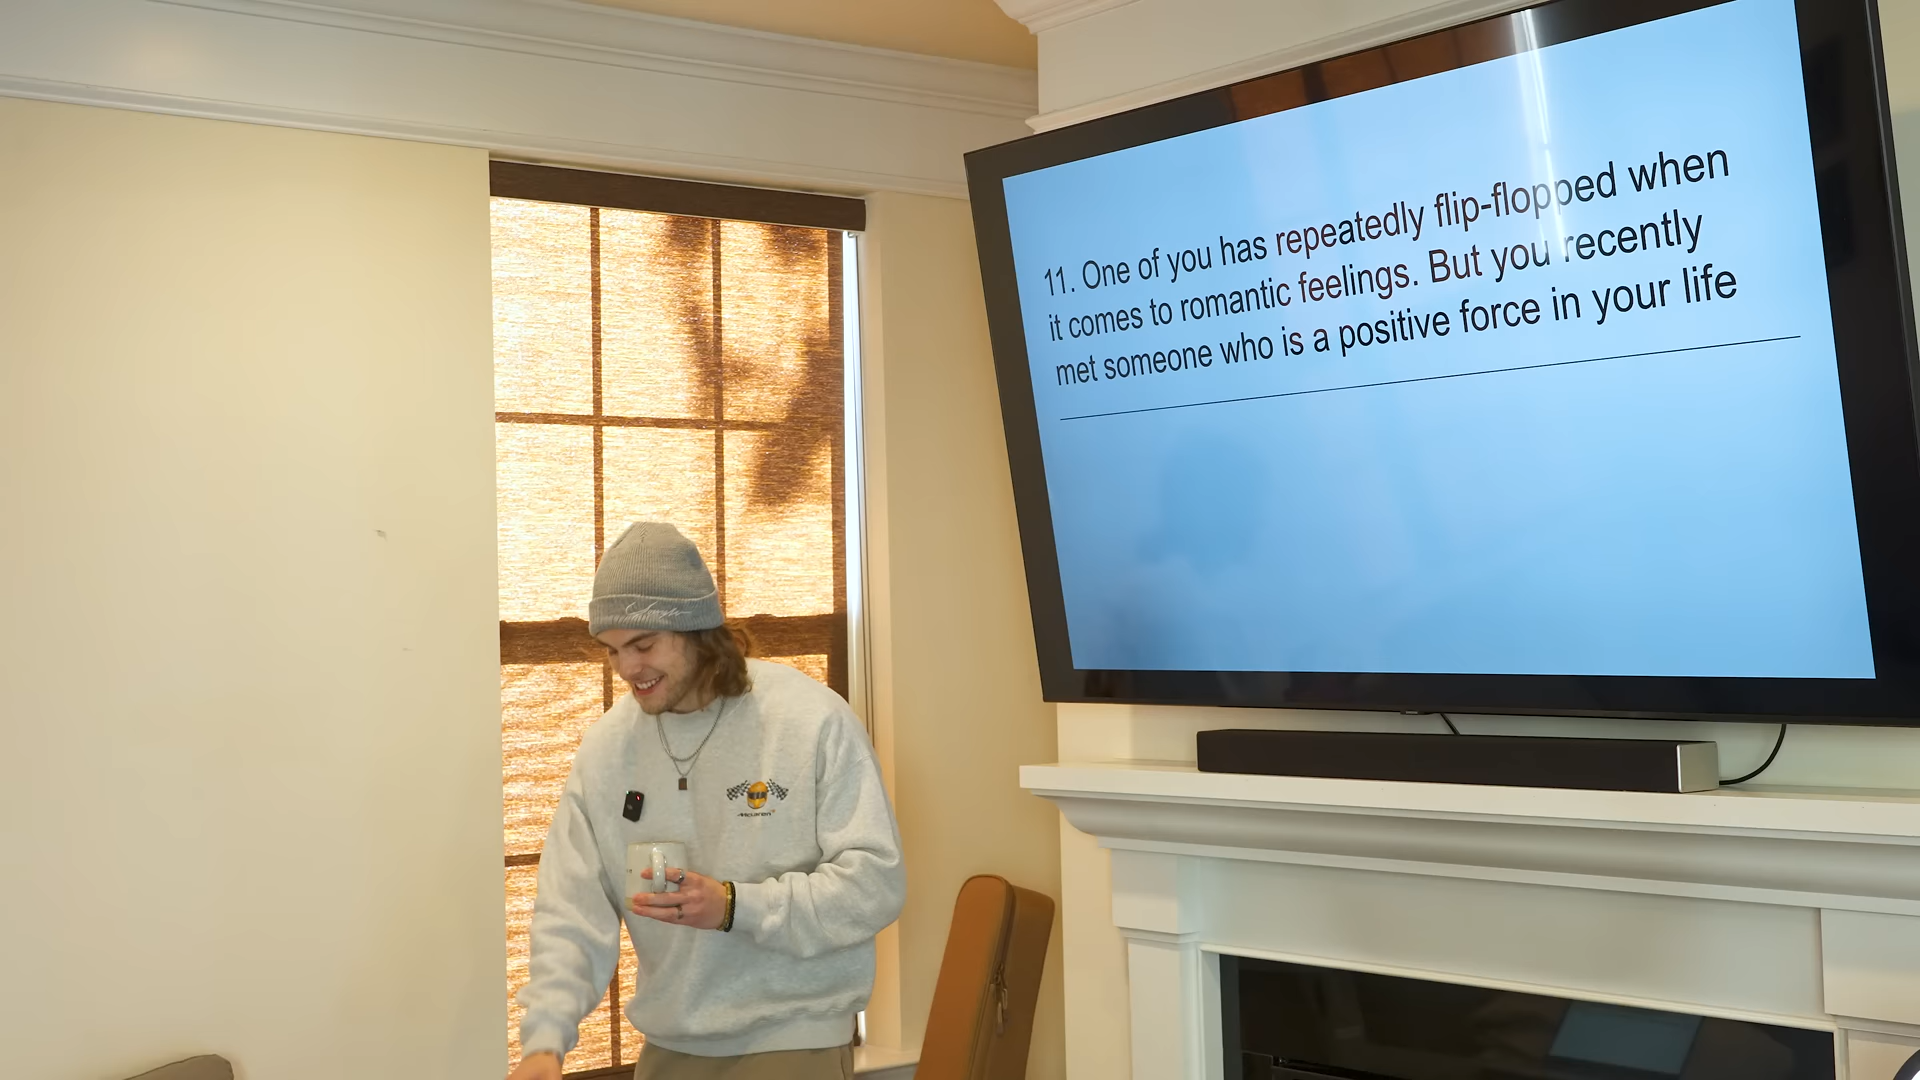 11. One of you has repeatedly flip-flopped when
it comes to romantic feelings. But you recently
met someone who is a positive force in your life
McLaren